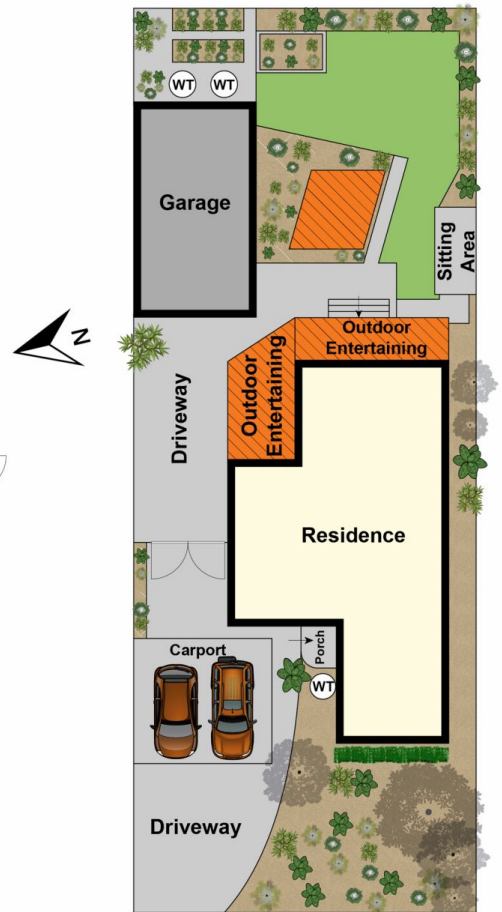 WT WT
Garage
Sitting
Area
N
Outdoor
Entertaining
Outdoor
Entertaining
Driveway
Residence
Carport
Porch
WT
Driveway